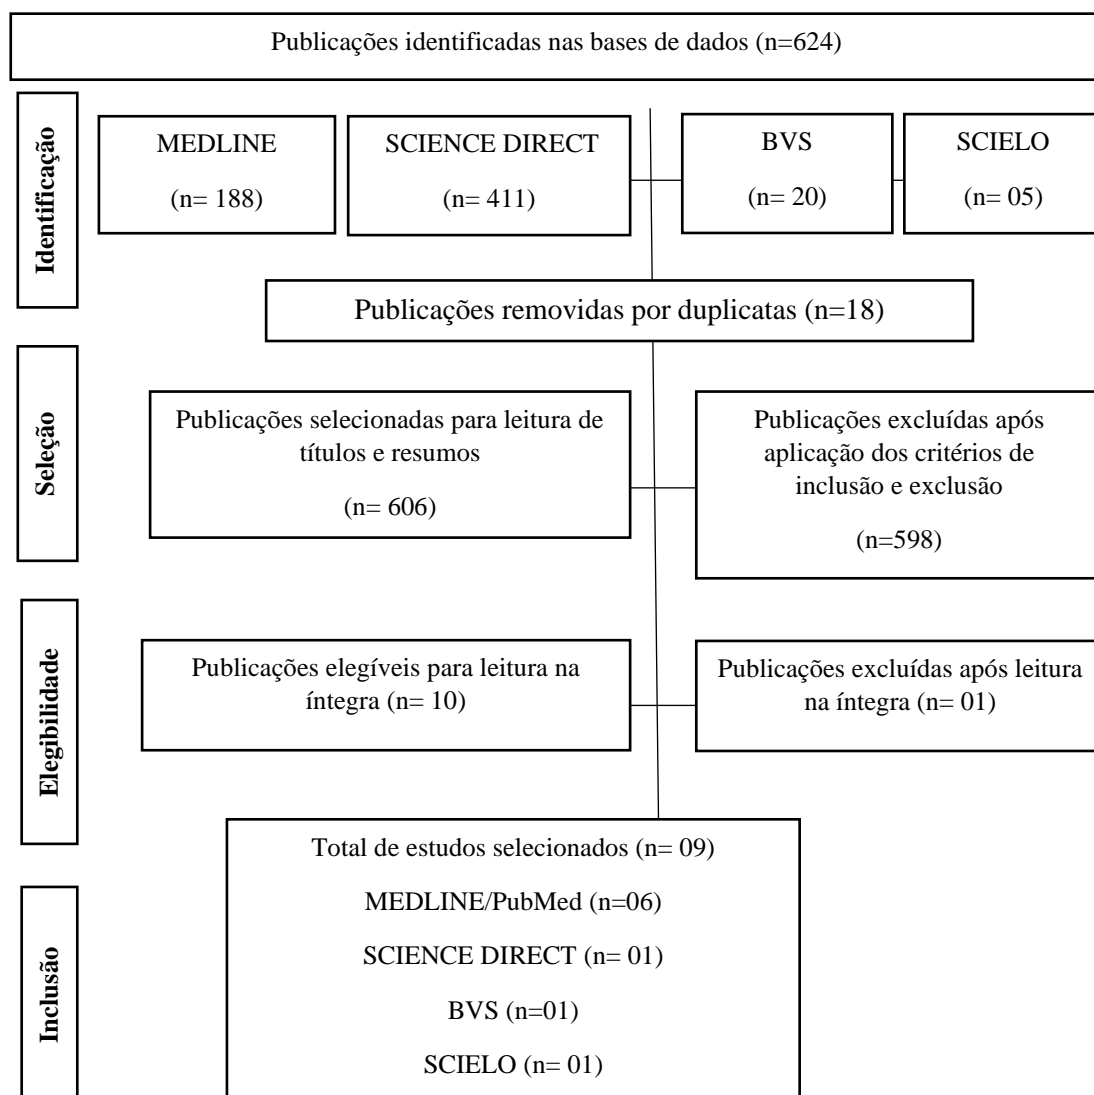 Publicações identificadas nas bases de dados (n=624)
Identificação
MEDLINE
(n= 188)
SCIENCE DIRECT
(n= 411)
BVS
(n= 20)
SCIELO
(n= 05)
Publicações removidas por duplicatas (n=18)
Seleção
Publicações selecionadas para leitura de
títulos e resumos
(n= 606)
Publicações excluídas após
aplicação dos critérios de
inclusão e exclusão
(n=598)
Elegibilidade
Publicações elegíveis para leitura na
íntegra (n= 10)
Publicações excluídas após leitura
na íntegra (n= 01)
Inclusão
Total de estudos selecionados (n= 09)
MEDLINE/PubMed (n=06)
SCIENCE DIRECT (n= 01)
BVS (n=01)
SCIELO (n= 01)